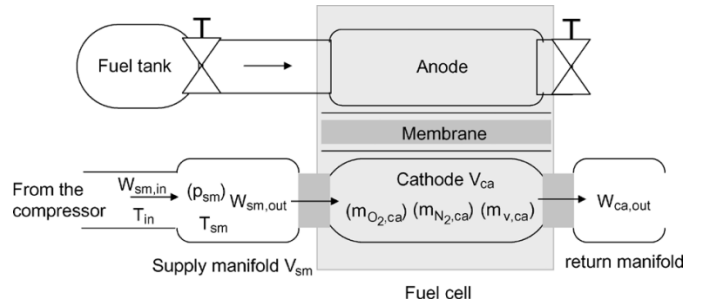 Fuel tank
Anode
Membrane
From the
compressor
W_sm,in
T_in
(p_sm)
T_sm
W_sm,out
Cathode V_ca
(m_O₂,ca) (m_N₂,ca) (m_v,ca)
W_ca,out
Supply manifold V_sm
return manifold
Fuel cell